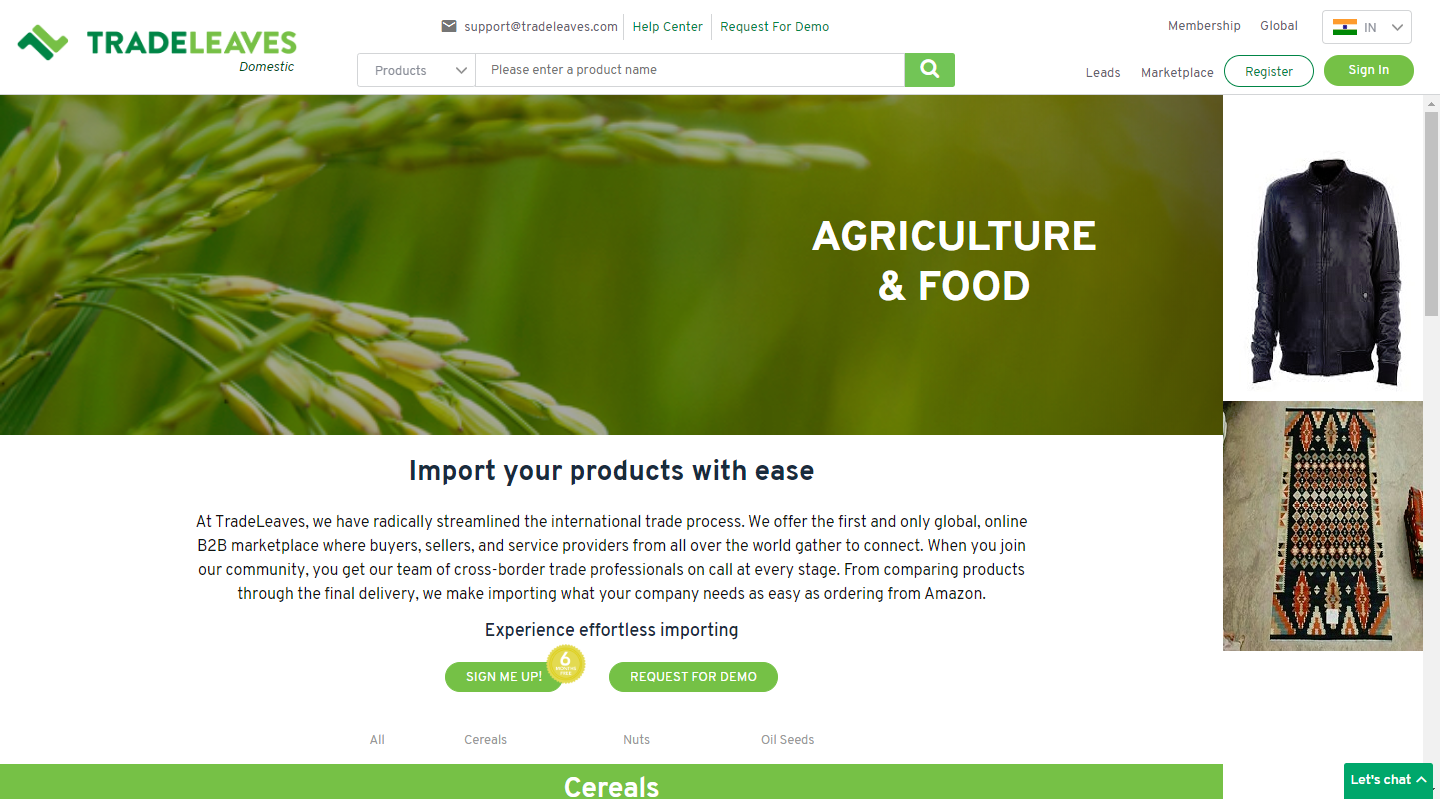 TRADELEAVES
Domestic
support@tradeleaves.com
Help Center
Request For Demo
Membership
Global
IN
Products
Please enter a product name
Leads
Marketplace
Register
Sign In
AGRICULTURE
& FOOD
Import your products with ease
At TradeLeaves, we have radically streamlined the international trade process. We offer the first and only global, online
B2B marketplace where buyers, sellers, and service providers from all over the world gather to connect. When you join
our community, you get our team of cross-border trade professionals on call at every stage. From comparing products
through the final delivery, we make importing what your company needs as easy as ordering from Amazon.
Experience effortless importing
SIGN ME UP!
6
REQUEST FOR DEMO
All
Cereals
Nuts
Oil Seeds
Cereals
Let's chat